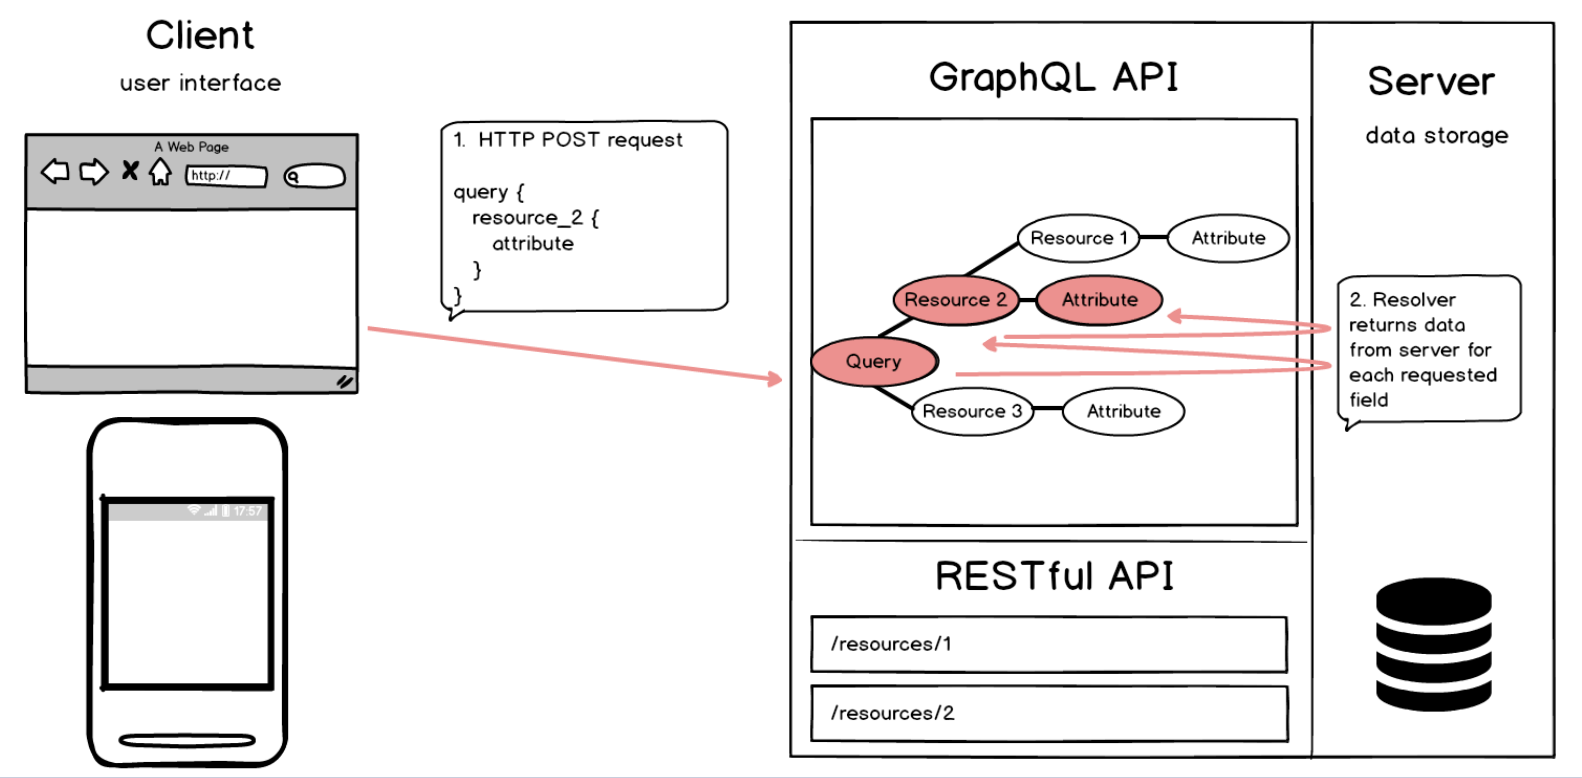 Client
user interface
A Web Page
http://
17:57
1. HTTP POST request
query {
resource_2 {
attribute
}
}
GraphQL API
Resource 1
Attribute
Resource 2
Attribute
Query
Resource 3
Attribute
RESTful API
/resources/1
/resources/2
Server
data storage
2. Resolver
returns data
from server for
each requested
field